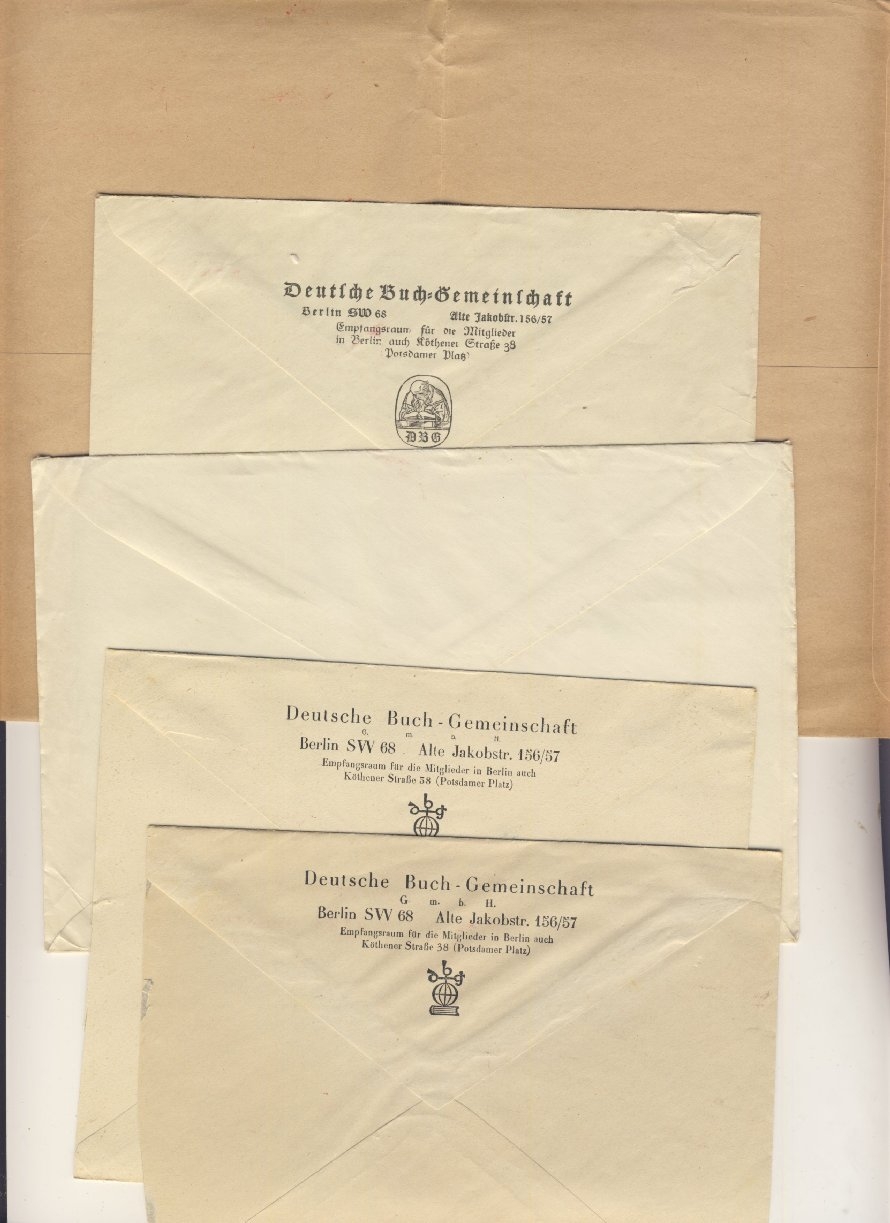 Deutsche Buch-Gemeinschaft
Berlin SW 68 Alte Jakobstr. 156/57
Empfangsraum für die Mitglieder
in Berlin auch Köthener Straße 38
Potsdamer Platz
DBG
Deutsche Buch-Gemeinschaft
G. m. b. H.
Berlin SW 68 Alte Jakobstr. 156/57
Empfangsraum für die Mitglieder in Berlin auch
Köthener Straße 38 (Potsdamer Platz)
dbg
Deutsche Buch-Gemeinschaft
G m. b. H.
Berlin SW 68 Alte Jakobstr. 156/57
Empfangsraum für die Mitglieder in Berlin auch
Köthener Straße 38 (Potsdamer Platz)
dbg